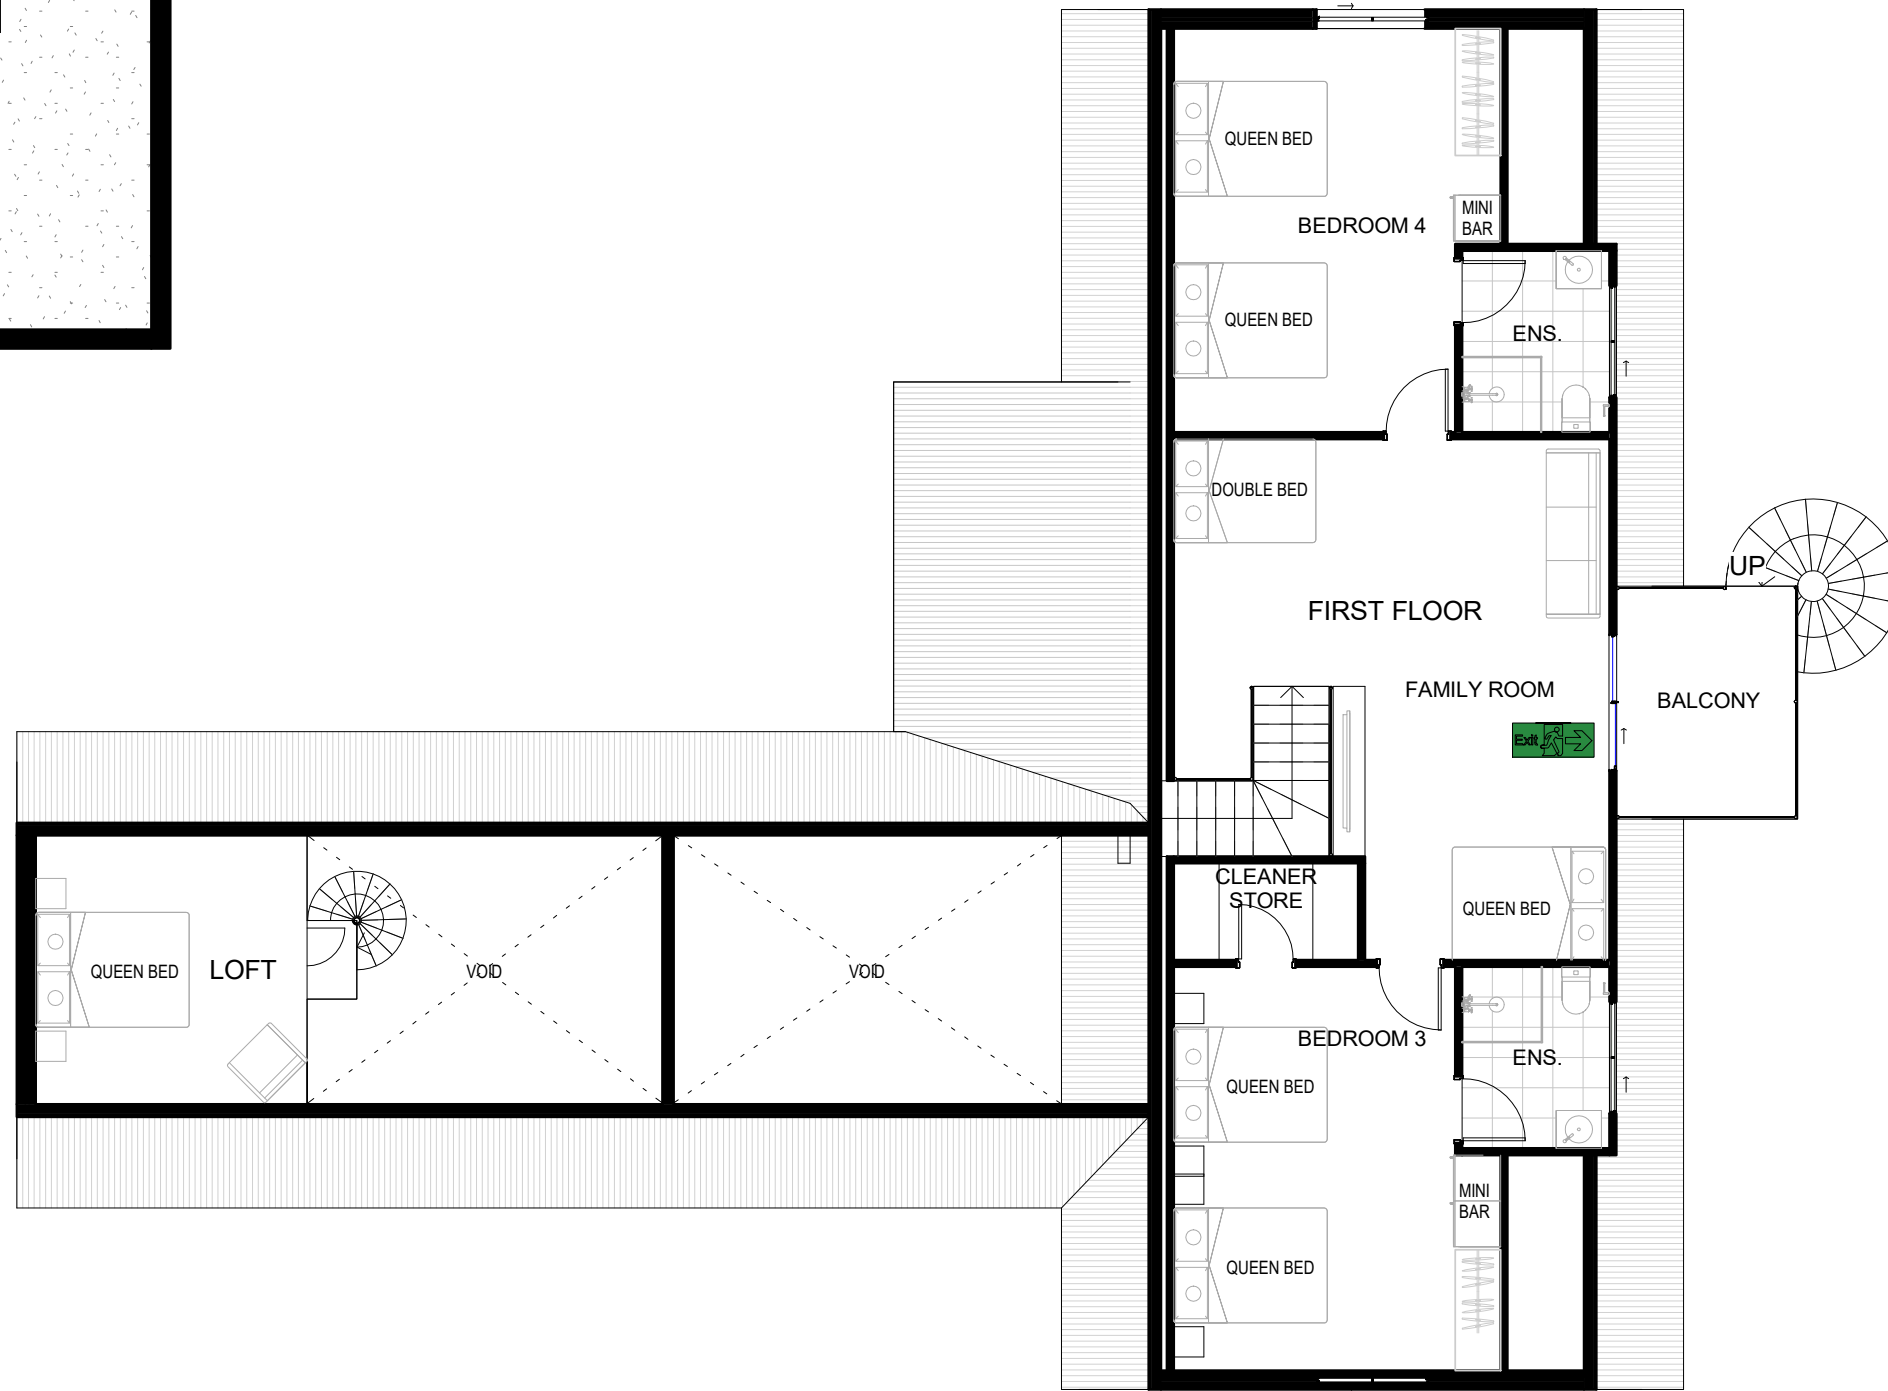 QUEEN BED
BEDROOM 4
MINI
BAR
QUEEN BED
ENS.
DOUBLE BED
UP
FIRST FLOOR
FAMILY ROOM
BALCONY
Exit
CLEANER
STORE
QUEEN BED
QUEEN BED
LOFT
VOID
VOID
BEDROOM 3
ENS.
QUEEN BED
MINI
BAR
QUEEN BED